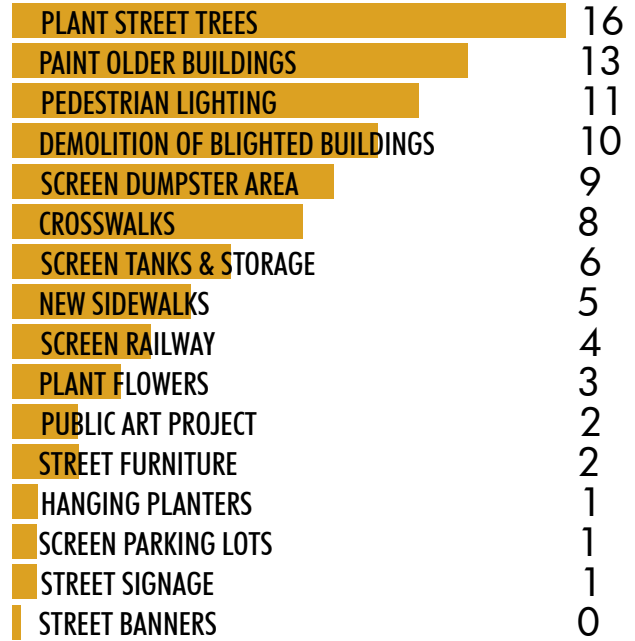 PLANT STREET TREES 16
PAINT OLDER BUILDINGS 13
PEDESTRIAN LIGHTING 11
DEMOLITION OF BLIGHTED BUILDINGS 10
SCREEN DUMPSTER AREA 9
CROSSWALKS 8
SCREEN TANKS & STORAGE 6
NEW SIDEWALKS 5
SCREEN RAILWAY 4
PLANT FLOWERS 3
PUBLIC ART PROJECT 2
STREET FURNITURE 2
HANGING PLANTERS 1
SCREEN PARKING LOTS 1
STREET SIGNAGE 1
STREET BANNERS 0